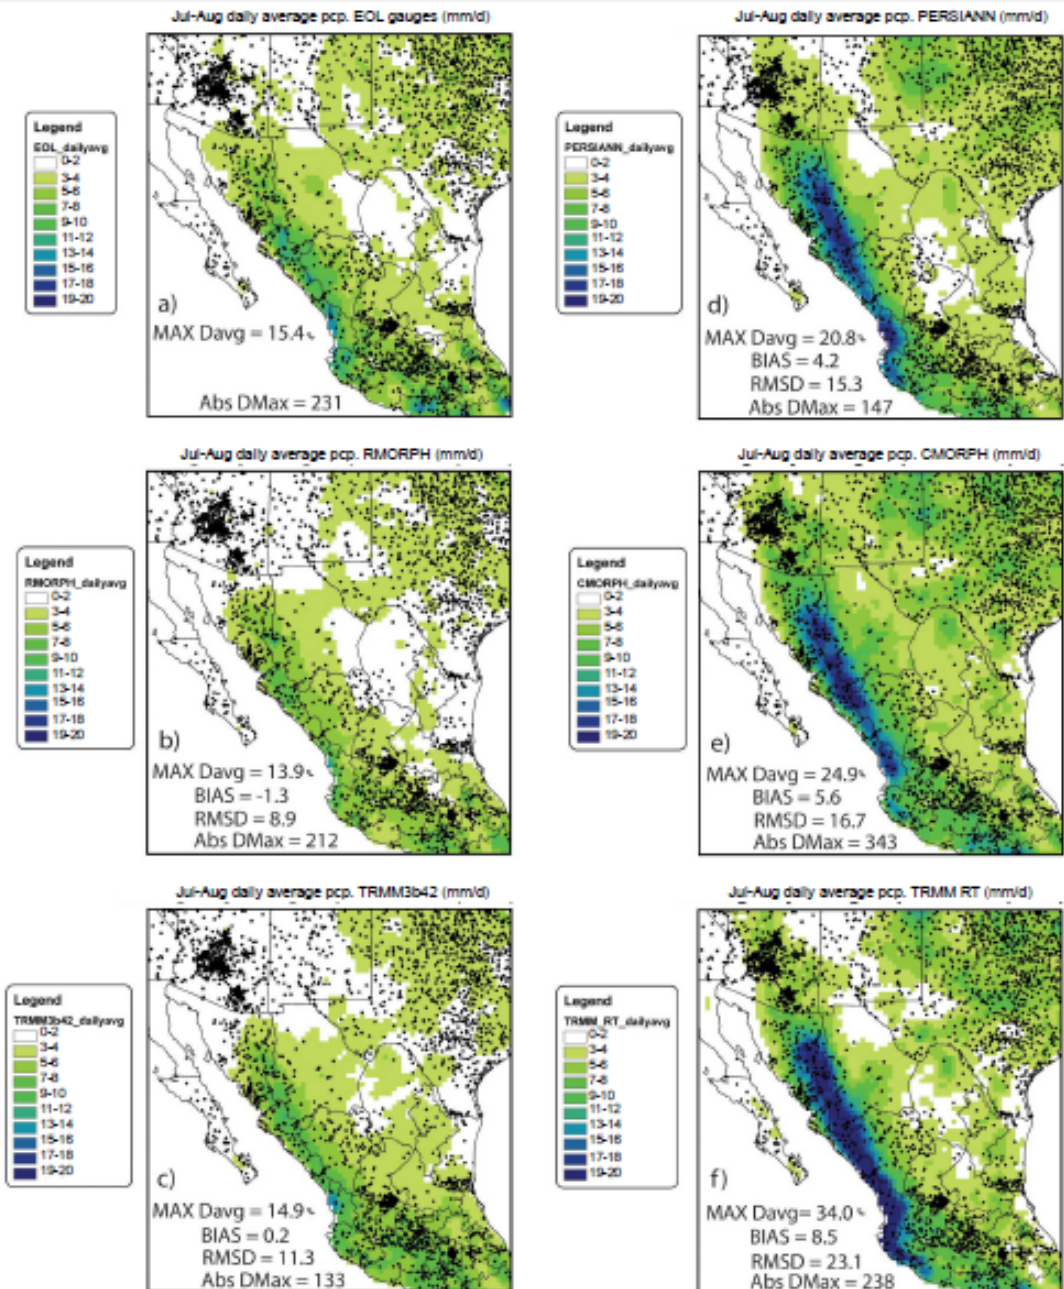 Jul-Aug daily average pcp. EOL gauges (mm/d)
Legend
EOL_dailyavg
0-2
3-4
5-6
7-8
9-10
11-12
13-14
15-16
17-18
19-20
a)
MAX Davg = 15.4
Abs DMax = 231
Jul-Aug daily average pcp. PERSIANN (mm/d)
Legend
PERSIANN_dailyavg
0-2
3-4
5-6
7-8
9-10
11-12
13-14
15-16
17-18
19-20
d)
MAX Davg = 20.8
BIAS = 4.2
RMSD = 15.3
Abs DMax = 147
Jul-Aug daily average pcp. RMORPH (mm/d)
Legend
RMORPH_dailyavg
0-2
3-4
5-6
7-8
9-10
11-12
13-14
15-16
17-18
19-20
b)
MAX Davg = 13.9
BIAS = -1.3
RMSD = 8.9
Abs DMax = 212
Jul-Aug daily average pcp. CMORPH (mm/d)
Legend
CMORPH_dailyavg
0-2
3-4
5-6
7-8
9-10
11-12
13-14
15-16
17-18
19-20
e)
MAX Davg = 24.9
BIAS = 5.6
RMSD = 16.7
Abs DMax = 343
Jul-Aug daily average pcp. TRMM3b42 (mm/d)
Legend
TRMM3b42_dailyavg
0-2
3-4
5-6
7-8
9-10
11-12
13-14
15-16
17-18
19-20
c)
MAX Davg = 14.9
BIAS = 0.2
RMSD = 11.3
Abs DMax = 133
Jul-Aug daily average pcp. TRMM RT (mm/d)
Legend
TRMM_RT_dailyavg
0-2
3-4
5-6
7-8
9-10
11-12
13-14
15-16
17-18
19-20
f)
MAX Davg= 34.0
BIAS = 8.5
RMSD = 23.1
Abs DMax = 238